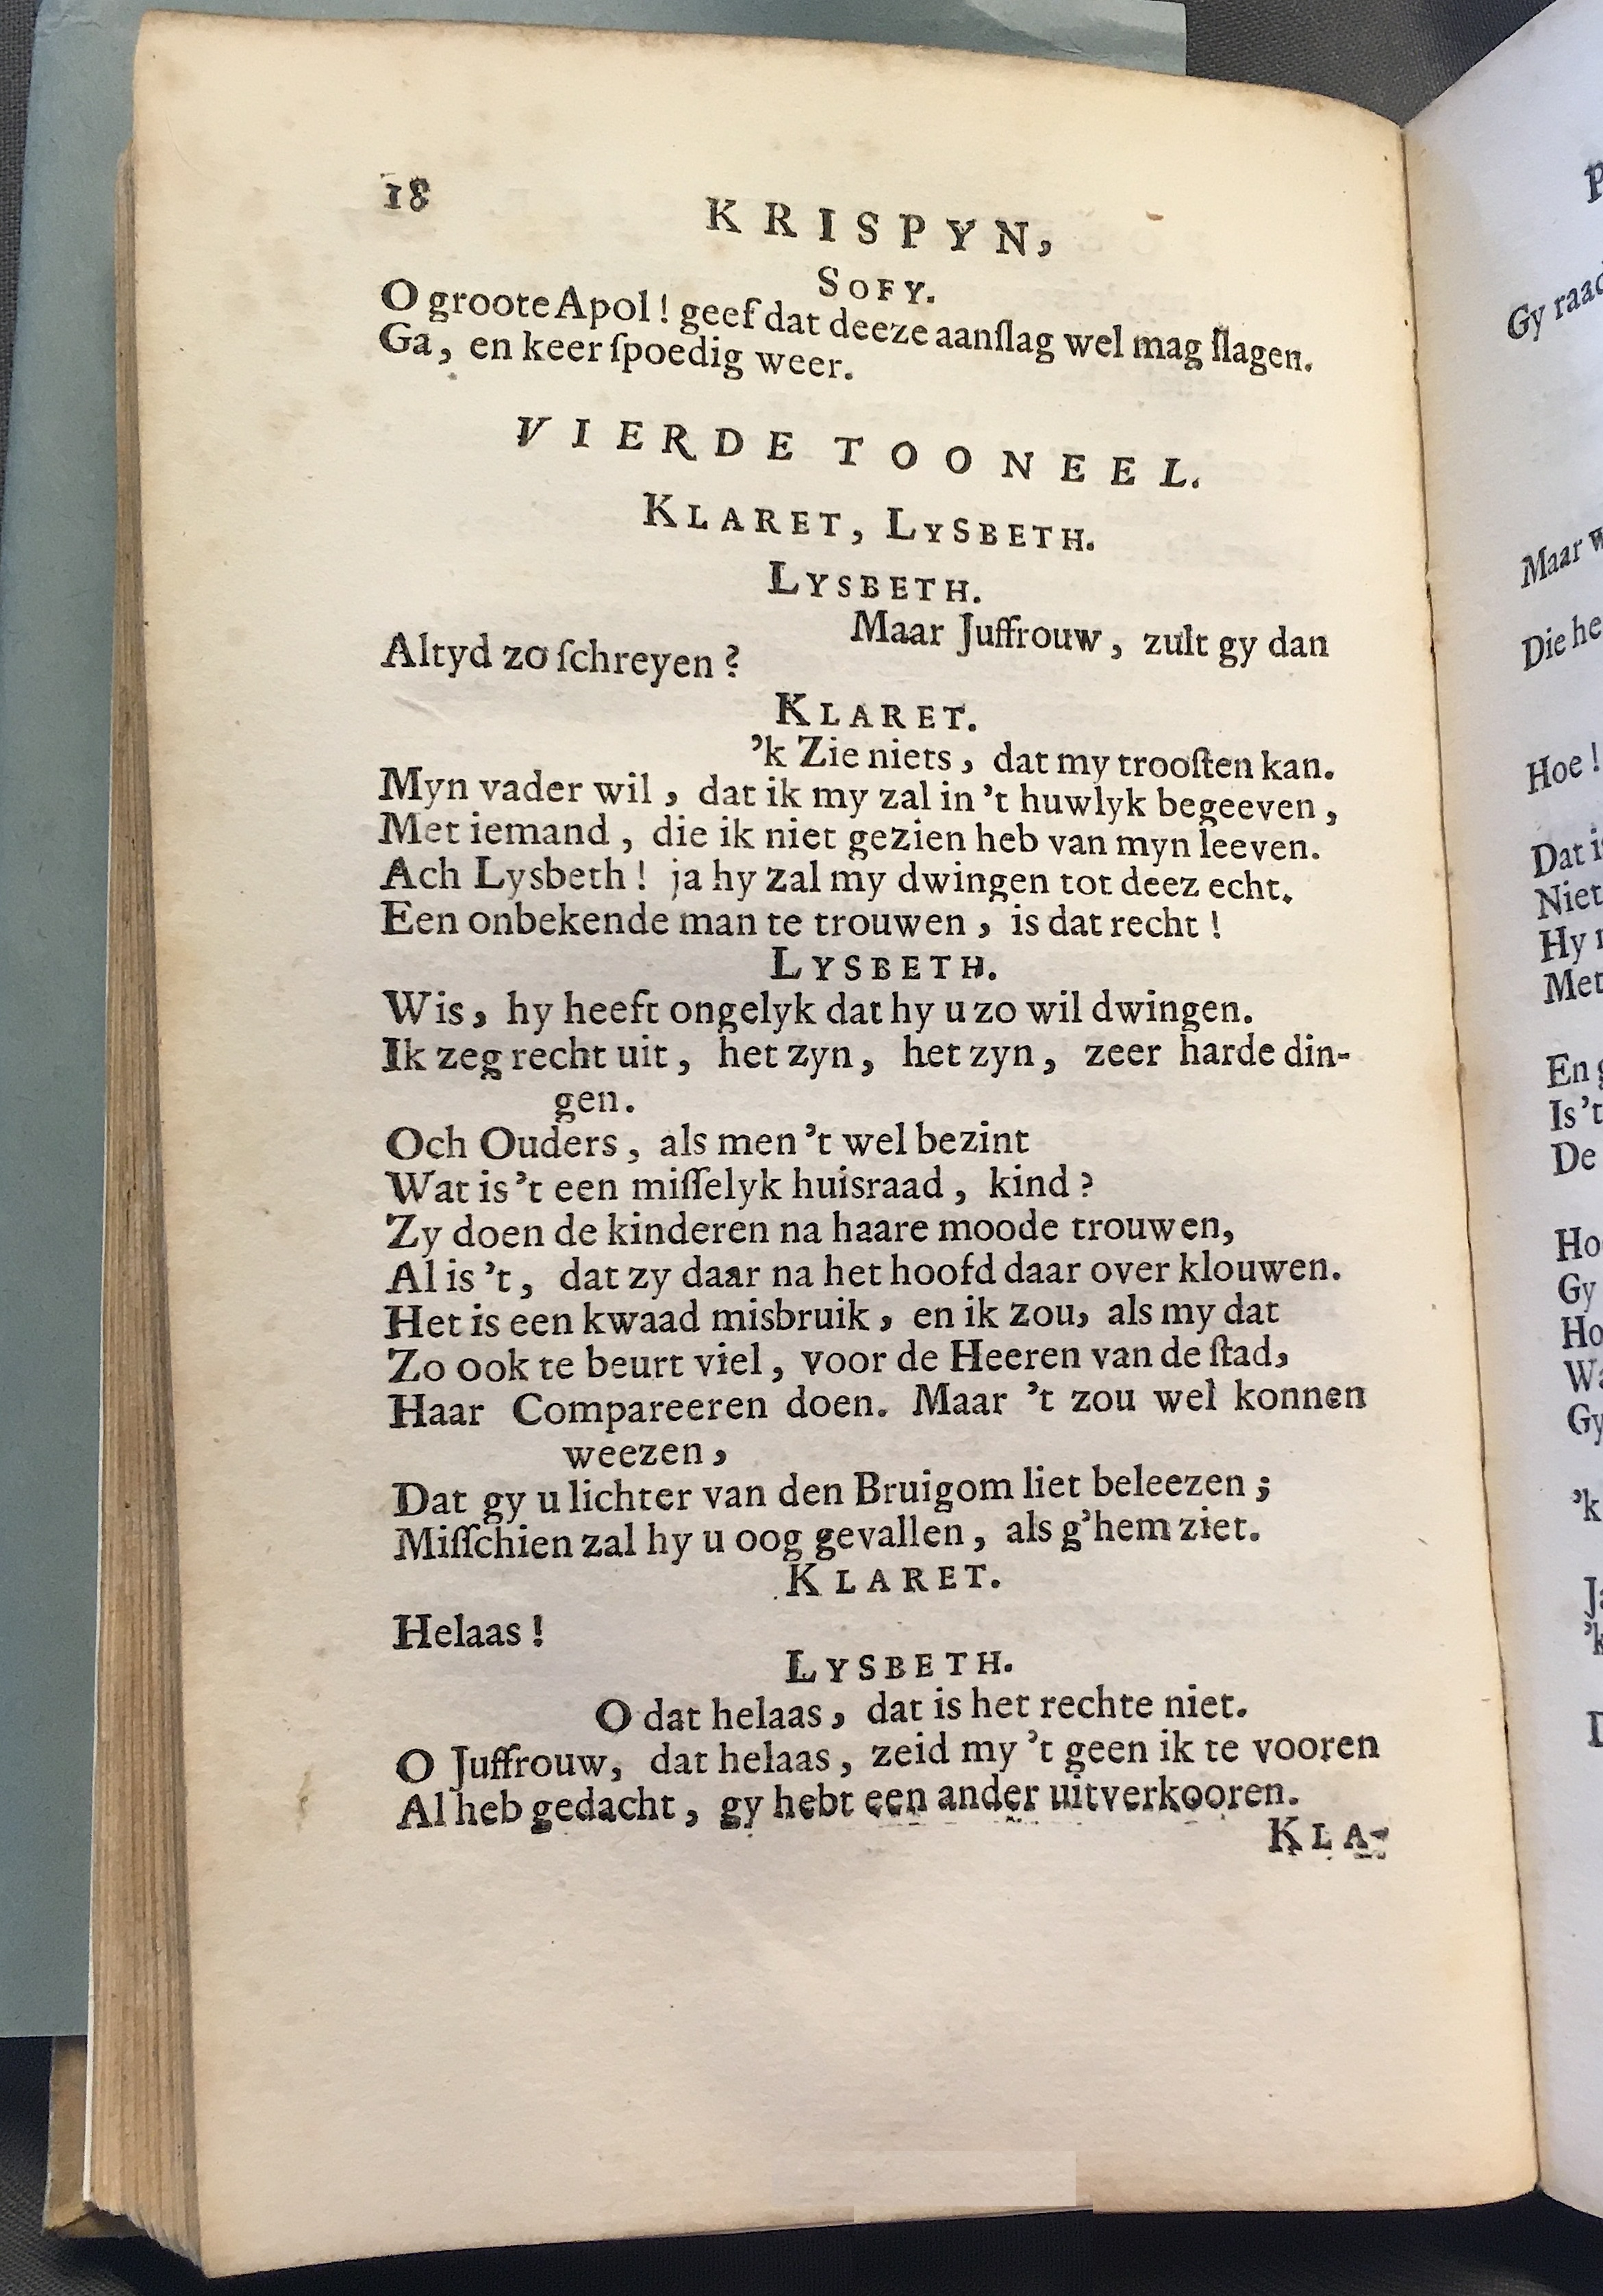 18
KRISPYN,
SOFY.
O groote Apol! geef dat deeze aanſlag wel mag ſlagen.
Ga, en keer ſpoedig weer.
VIERDE TOONEEL.
KLARET, LYSBETH.
LYSBETH.
Maar Juffrouw, zult gy dan
Altyd zo ſchreyen?
KLARET.
’k Zie niets, dat my trooſten kan.
Myn vader wil, dat ik my zal in ’t huwlyk begeeven,
Met iemand, die ik niet gezien heb van myn leeven.
Ach Lysbeth! ja hy zal my dwingen tot deez echt.
Een onbekende man te trouwen, is dat recht!
LYSBETH.
Wis, hy heeft ongelyk dat hy u zo wil dwingen.
Ik zeg recht uit, het zyn, het zyn, zeer harde din-
gen.
Och Ouders, als men ’t wel bezint
Wat is ’t een miſſelyk huisraad, kind?
Zy doen de kinderen na haare moode trouwen,
Al is ’t, dat zy daar na het hoofd daar over klouwen.
Het is een kwaad misbruik, en ik zou, als my dat
Zo ook te beurt viel, voor de Heeren van de ſtad,
Haar Compareeren doen. Maar ’t zou wel konnen
weezen,
Dat gy u lichter van den Bruigom liet beleezen;
Miſſchien zal hy u oog gevallen, als g’hem ziet.
KLARET.
Helaas!
LYSBETH.
O dat helaas, dat is het rechte niet.
O Juffrouw, dat helaas, zeid my ’t geen ik te vooren
Al heb gedacht, gy hebt een ander uitverkooren.
KLA-
Gy
Maar
Die
Hoe!
Dat
Niet
Hy
Met
En
Is ’t
De
Gy
’k